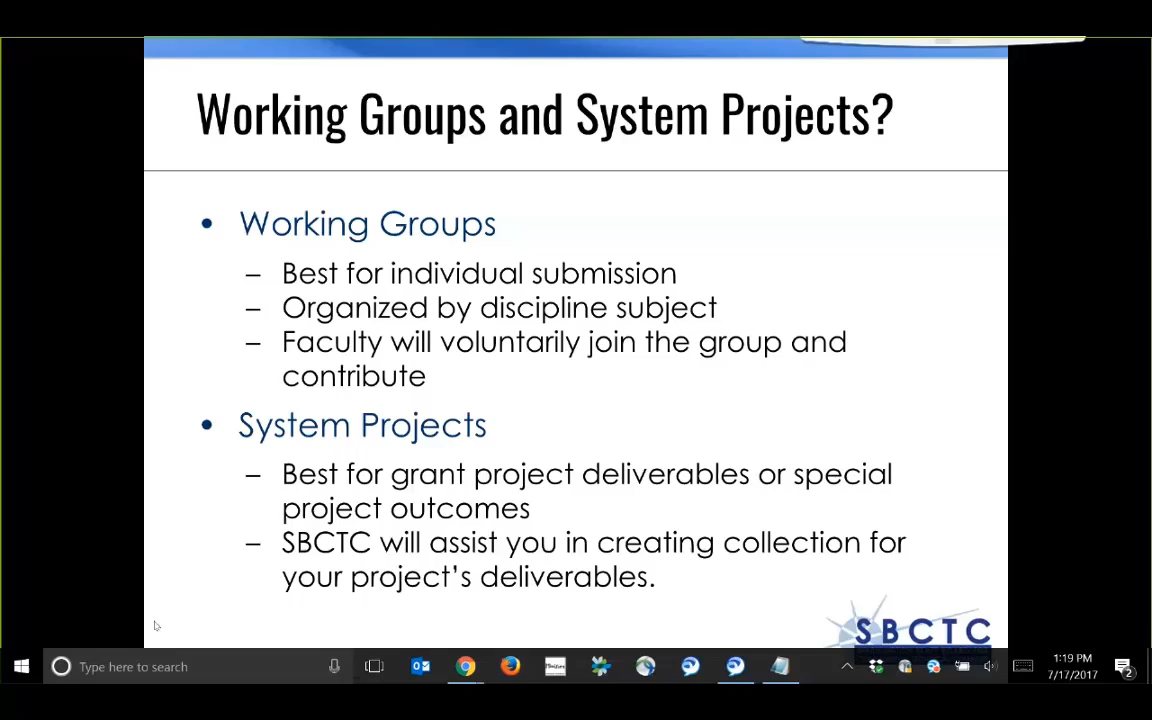 Working Groups and System Projects?
• Working Groups
– Best for individual submission
– Organized by discipline subject
– Faculty will voluntarily join the group and
contribute
• System Projects
– Best for grant project deliverables or special
project outcomes
– SBCTC will assist you in creating collection for
your project's deliverables.
SBCTC
Type here to search
1:19 PM
7/17/2017
2